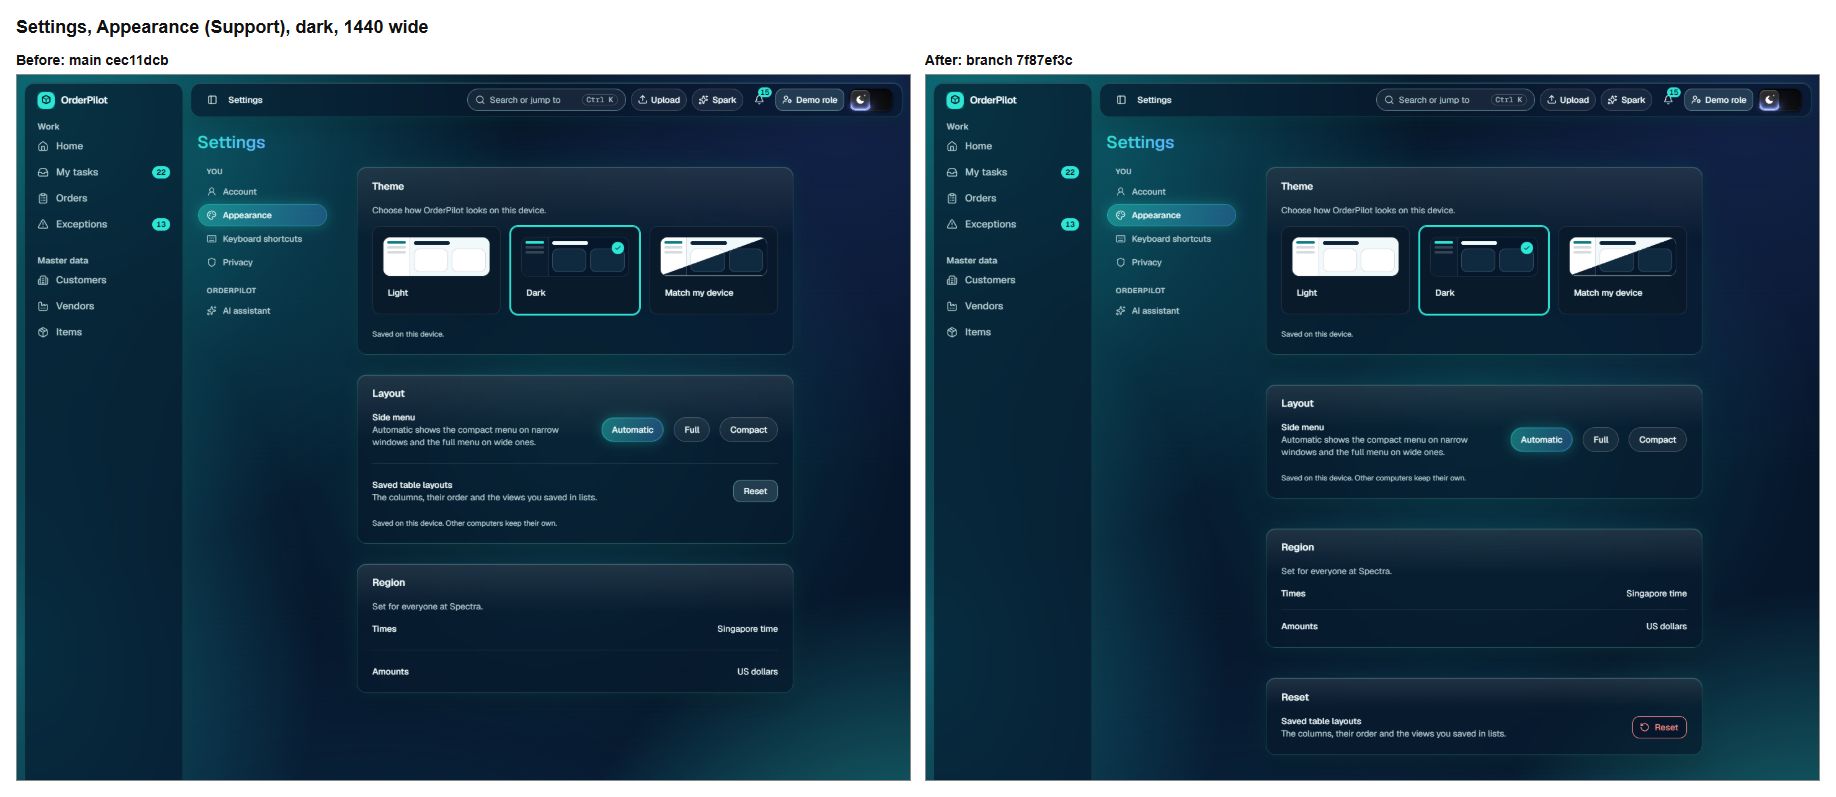 Settings, Appearance (Support), dark, 1440 wide
Before: main cec11dcb
OrderPilot
Settings
Search or jump to
Ctrl K
Upload
Spark
15
Demo role
Work
Home
My tasks
22
Orders
Exceptions
13
Master data
Customers
Vendors
Items
Settings
YOU
Account
Appearance
Keyboard shortcuts
Privacy
ORDERPILOT
AI assistant
Theme
Choose how OrderPilot looks on this device.
Light
Dark
Match my device
Saved on this device.
Layout
Side menu
Automatic shows the compact menu on narrow
windows and the full menu on wide ones.
Automatic
Full
Compact
Saved table layouts
The columns, their order and the views you saved in lists.
Reset
Saved on this device. Other computers keep their own.
Region
Set for everyone at Spectra.
Times
Singapore time
Amounts
US dollars
After: branch 7f87ef3c
OrderPilot
Settings
Search or jump to
Ctrl K
Upload
Spark
15
Demo role
Work
Home
My tasks
22
Orders
Exceptions
13
Master data
Customers
Vendors
Items
Settings
YOU
Account
Appearance
Keyboard shortcuts
Privacy
ORDERPILOT
AI assistant
Theme
Choose how OrderPilot looks on this device.
Light
Dark
Match my device
Saved on this device.
Layout
Side menu
Automatic shows the compact menu on narrow
windows and the full menu on wide ones.
Automatic
Full
Compact
Saved on this device. Other computers keep their own.
Region
Set for everyone at Spectra.
Times
Singapore time
Amounts
US dollars
Reset
Saved table layouts
The columns, their order and the views you saved in lists.
Reset